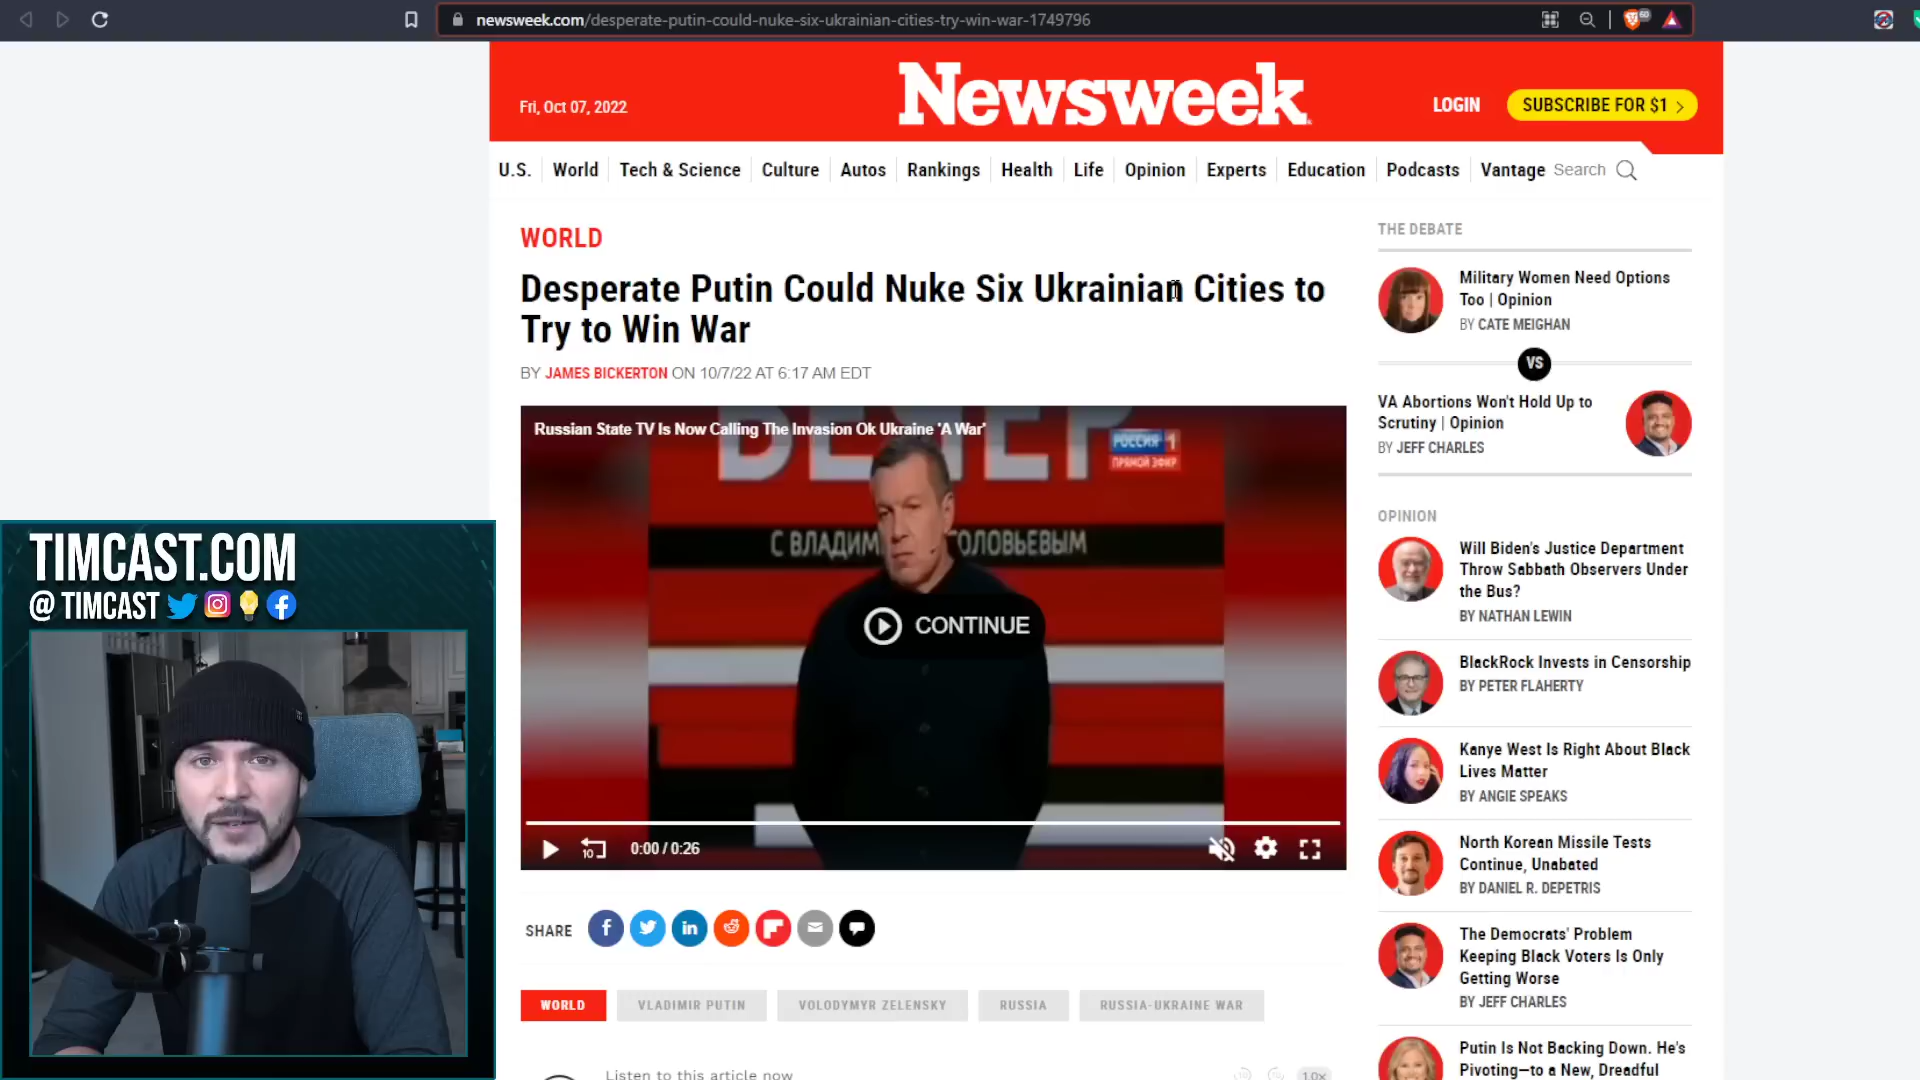 newsweek.com/desperate-putin-could-nuke-six-ukrainian-cities-try-win-war-1749796
60
Fri, Oct 07, 2022
Newsweek
LOGIN
SUBSCRIBE FOR $1 >
U.S.
World
Tech & Science
Culture
Autos
Rankings
Health
Life
Opinion
Experts
Education
Podcasts
Vantage
Search
WORLD
Desperate Putin Could Nuke Six Ukrainian Cities to
Try to Win War
BY JAMES BICKERTON ON 10/7/22 AT 6:17 AM EDT
Russian State TV Is Now Calling The Invasion Ok Ukraine 'A War'
ВЕЧЕР
РОССИЯ 1
ПРЯМОЙ ЭФИР
С ВЛАДИМ ОЛОВЬЕВЫМ
CONTINUE
10
0:00 / 0:26
SHARE
WORLD
VLADIMIR PUTIN
VOLODYMYR ZELENSKY
RUSSIA
RUSSIA-UKRAINE WAR
Listen to this article now
1.0x
THE DEBATE
Military Women Need Options
Too | Opinion
BY CATE MEIGHAN
VS
VA Abortions Won't Hold Up to
Scrutiny | Opinion
BY JEFF CHARLES
OPINION
Will Biden's Justice Department
Throw Sabbath Observers Under
the Bus?
BY NATHAN LEWIN
BlackRock Invests in Censorship
BY PETER FLAHERTY
Kanye West Is Right About Black
Lives Matter
BY ANGIE SPEAKS
North Korean Missile Tests
Continue, Unabated
BY DANIEL R. DEPETRIS
The Democrats' Problem
Keeping Black Voters Is Only
Getting Worse
BY JEFF CHARLES
Putin Is Not Backing Down. He's
Pivoting—to a New, Dreadful
TIMCAST.COM
@ TIMCAST